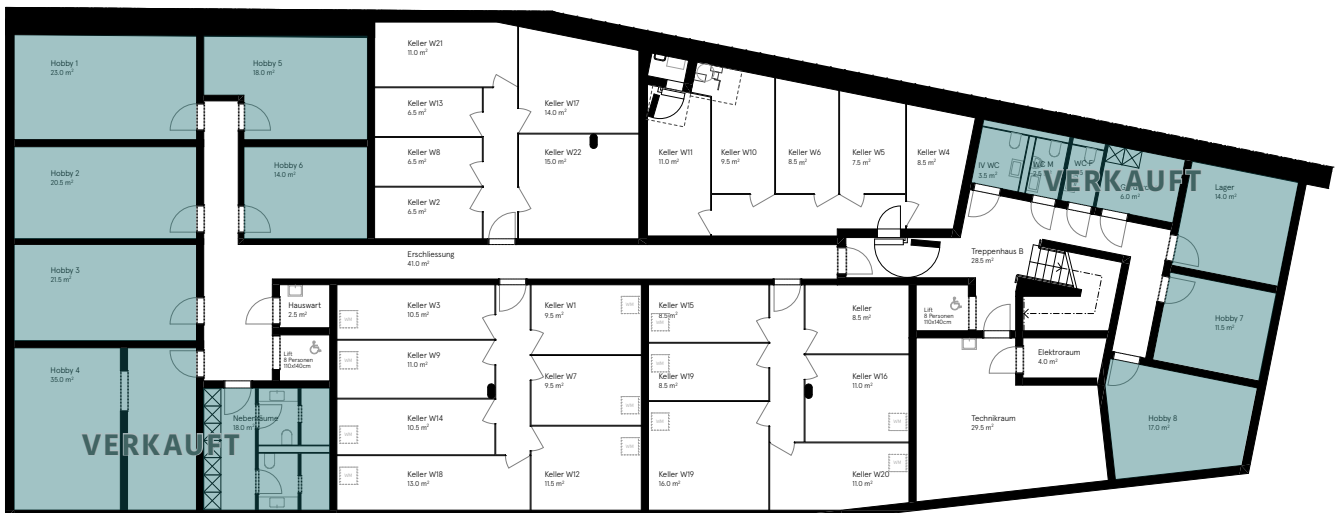 Hobby 1
23.0 m²
Hobby 5
18.0 m²
Keller W21
11.0 m²
Keller W13
6.5 m²
Keller W17
14.0 m²
Keller W8
6.5 m²
Keller W22
15.0 m²
Keller W2
6.5 m²
Hobby 2
20.5 m²
Hobby 6
14.0 m²
Keller W11
11.0 m²
Keller W10
9.5 m²
Keller W6
8.5 m²
Keller W5
7.5 m²
Keller W4
8.5 m²
IV WC
3.5 m²
WC M
WC F
6.0 m²
VERKAUFT
Lager
14.0 m²
Hobby 3
21.5 m²
Erschliessung
41.0 m²
Treppenhaus B
28.5 m²
Hauswart
2.5 m²
Lift
8 Personen
110x140cm
Keller W3
10.5 m²
Keller W1
9.5 m²
Keller W15
8.5 m²
Keller
8.5 m²
Lift
8 Personen
110x140cm
Hobby 7
11.5 m²
Hobby 4
35.0 m²
Keller W9
11.0 m²
Keller W7
9.5 m²
Keller W19
8.5 m²
Keller W16
11.0 m²
Elektroraum
4.0 m²
Nebenräume
18.0 m²
VERKAUFT
Keller W14
10.5 m²
Technikraum
29.5 m²
Hobby 8
17.0 m²
Keller W18
13.0 m²
Keller W12
11.5 m²
Keller W19
16.0 m²
Keller W20
11.0 m²